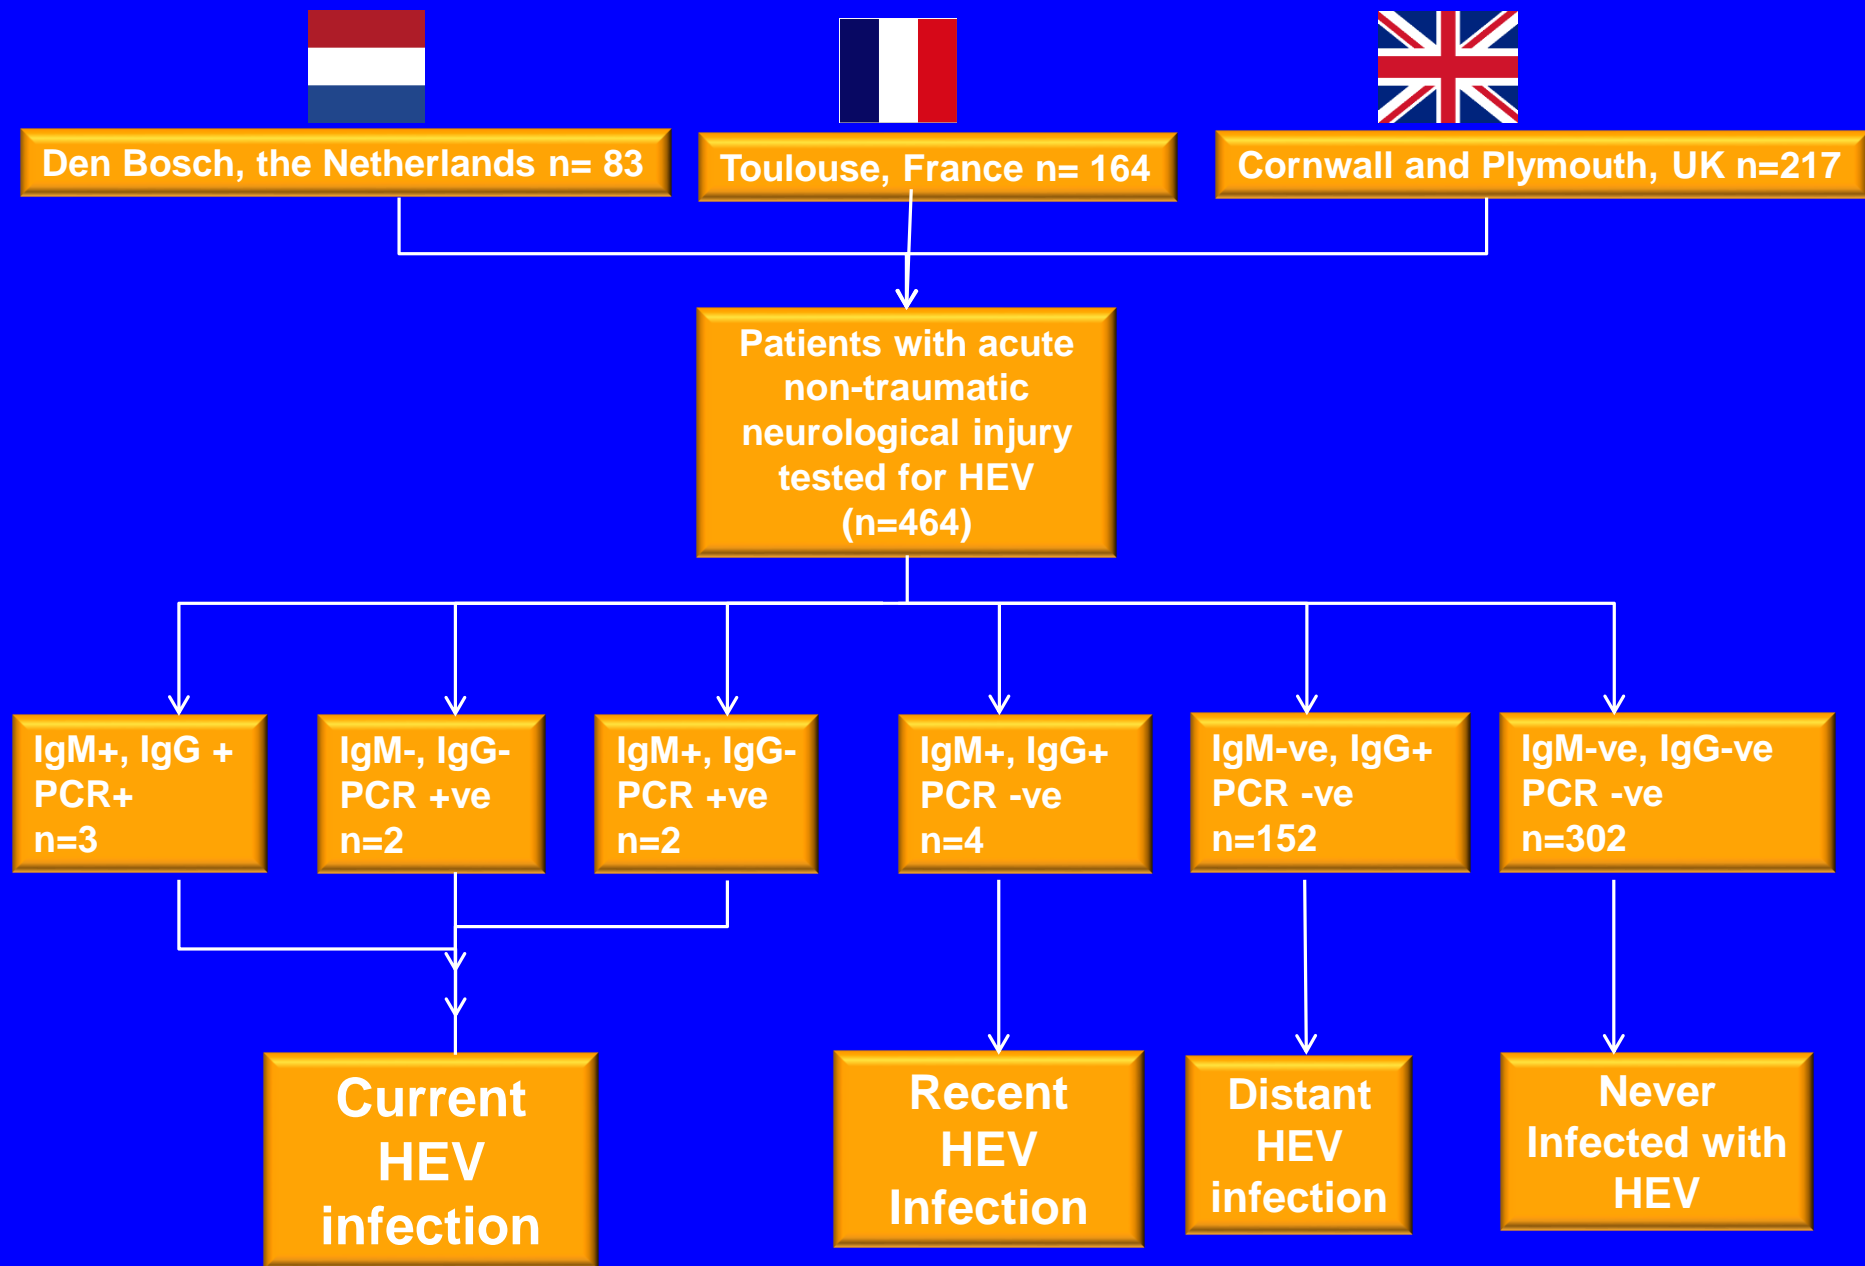 Den Bosch, the Netherlands n= 83
Toulouse, France n= 164
Cornwall and Plymouth, UK n=217
Patients with acute
non-traumatic
neurological injury
tested for HEV
(n=464)
IgM+, IgG +
PCR+
n=3
IgM-, IgG-
PCR +ve
n=2
IgM+, IgG-
PCR +ve
n=2
IgM+, IgG+
PCR -ve
n=4
IgM-ve, IgG+
PCR -ve
n=152
IgM-ve, IgG-ve
PCR -ve
n=302
Current
HEV
infection
Recent
HEV
Infection
Distant
HEV
infection
Never
Infected with
HEV